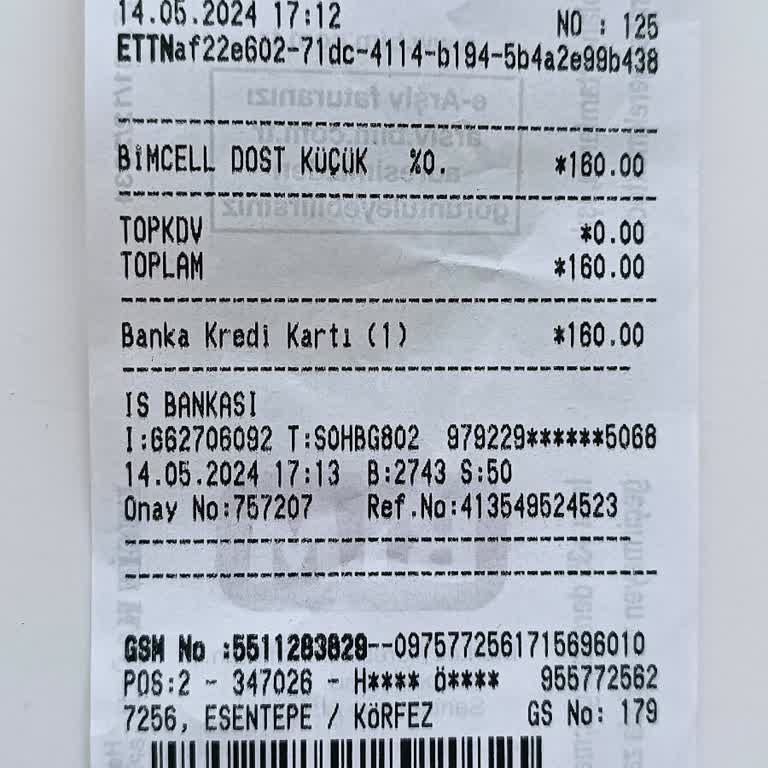 14.05.2024 17:12 NO : 125
ETTNaf22e602-71dc-4114-b194-5b4a2e99b438
BİMCELL DOST KÜÇÜK %0. *160.00
TOPKDV *0.00
TOPLAM *160.00
Banka Kredi Kartı (1) *160.00
IS BANKASI
I:662706092 T:SOHBG802 979229******5068
14.05.2024 17:13 B:2743 S:50
Onay No:757207 Ref.No:413549524523
GSM No :5511283829--0975772561715696010
POS:2 - 347026 - H**** Ö**** 955772562
7256, ESENTEPE / KÖRFEZ GS No: 179